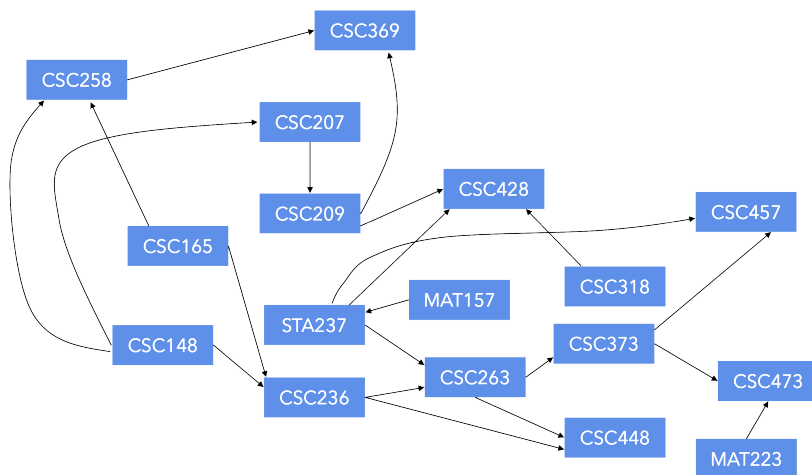 CSC369
CSC258
CSC207
CSC428
CSC209
CSC457
CSC165
CSC318
MAT157
STA237
CSC148
CSC373
CSC263
CSC473
CSC236
CSC448
MAT223